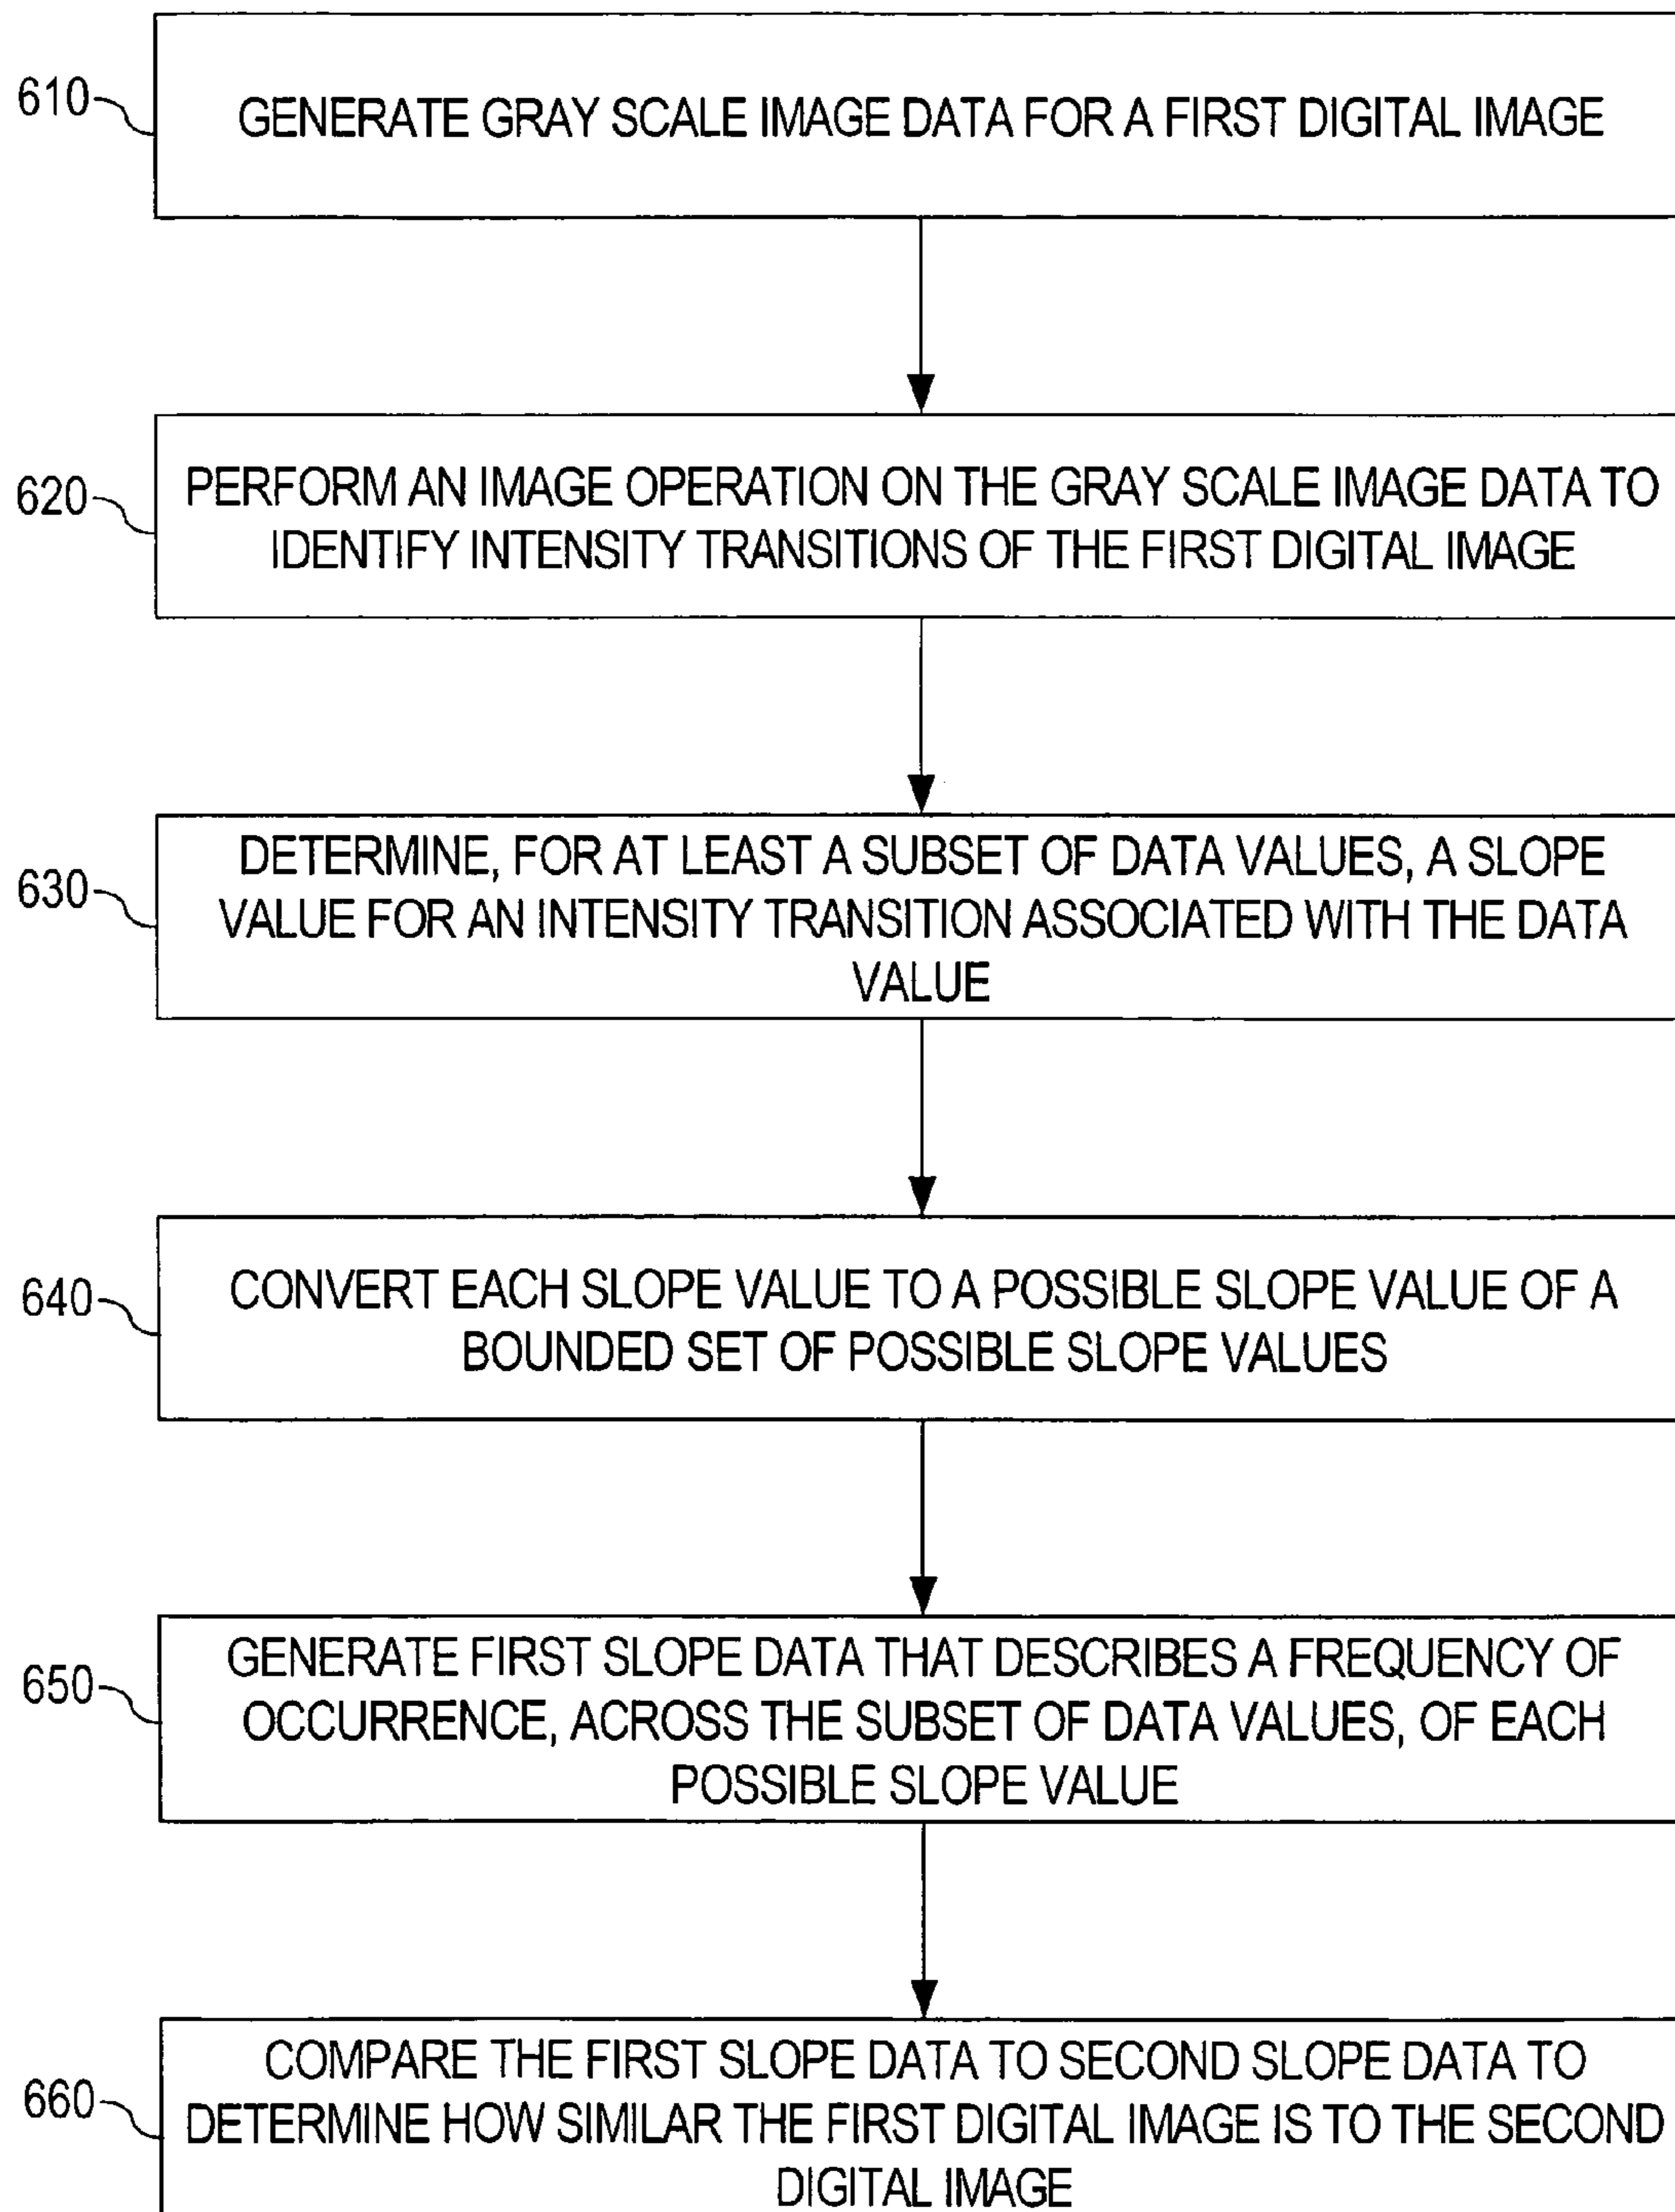 610
GENERATE GRAY SCALE IMAGE DATA FOR A FIRST DIGITAL IMAGE
620
PERFORM AN IMAGE OPERATION ON THE GRAY SCALE IMAGE DATA TO
IDENTIFY INTENSITY TRANSITIONS OF THE FIRST DIGITAL IMAGE
630
DETERMINE, FOR AT LEAST A SUBSET OF DATA VALUES, A SLOPE
VALUE FOR AN INTENSITY TRANSITION ASSOCIATED WITH THE DATA
VALUE
640
CONVERT EACH SLOPE VALUE TO A POSSIBLE SLOPE VALUE OF A
BOUNDED SET OF POSSIBLE SLOPE VALUES
650
GENERATE FIRST SLOPE DATA THAT DESCRIBES A FREQUENCY OF
OCCURRENCE, ACROSS THE SUBSET OF DATA VALUES, OF EACH
POSSIBLE SLOPE VALUE
660
COMPARE THE FIRST SLOPE DATA TO SECOND SLOPE DATA TO
DETERMINE HOW SIMILAR THE FIRST DIGITAL IMAGE IS TO THE SECOND
DIGITAL IMAGE